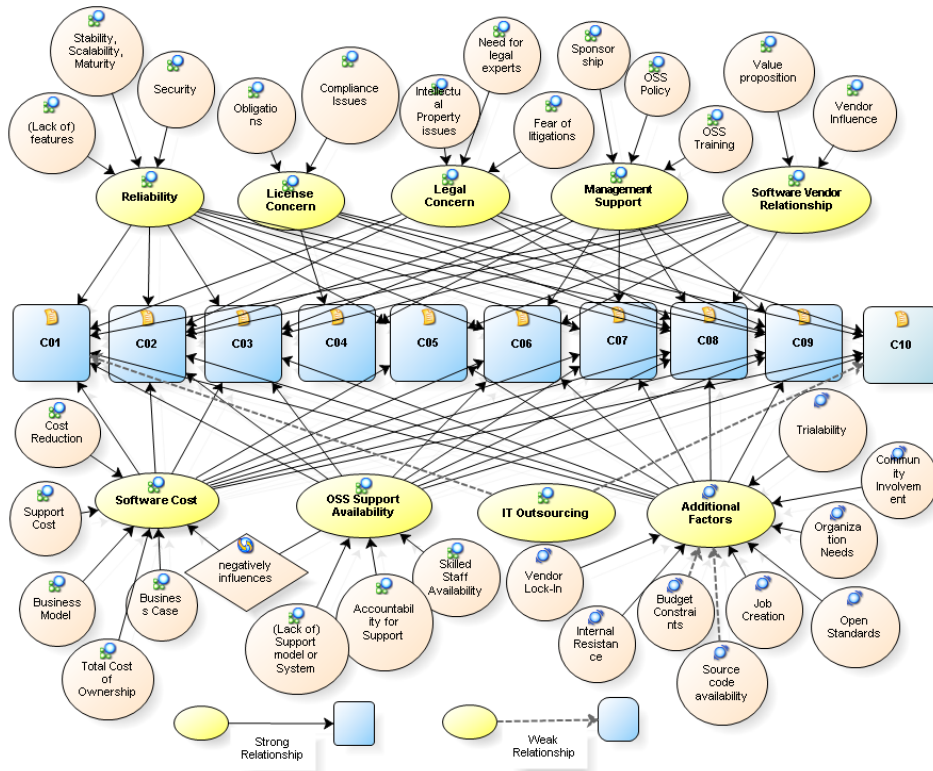 Stability,
Scalability,
Maturity
Security
(Lack of)
features
Obligatio
ns
Compliance
Issues
Need for
legal
experts
Intellectu
al
Property
issues
Fear of
litigations
Sponsor
ship
OSS
Policy
OSS
Training
Value
proposition
Vendor
Influence
Reliability
License
Concern
Legal
Concern
Management
Support
Software Vendor
Relationship
C01
C02
C03
C04
C05
C06
C07
C08
C09
C10
Cost
Reduction
Support
Cost
Business
Model
Total Cost
of
Ownership
Busines
s Case
Software Cost
negatively
influences
OSS Support
Availability
(Lack of)
Support
model or
System
Accountabil
ity for
Support
Skilled
Staff
Availability
IT Outsourcing
Additional
Factors
Trialability
Commun
ity
Involvem
ent
Organiza
tion
Needs
Open
Standards
Job
Creation
Source
code
availability
Budget
Constrai
nts
Internal
Resista
nce
Vendor
Lock-In
Strong
Relationship
Weak
Relationship